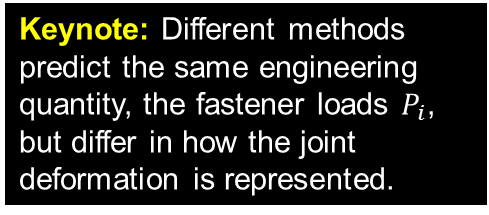 Keynote: Different methods
predict the same engineering
quantity, the fastener loads 𝑃𝑖,
but differ in how the joint
deformation is represented.